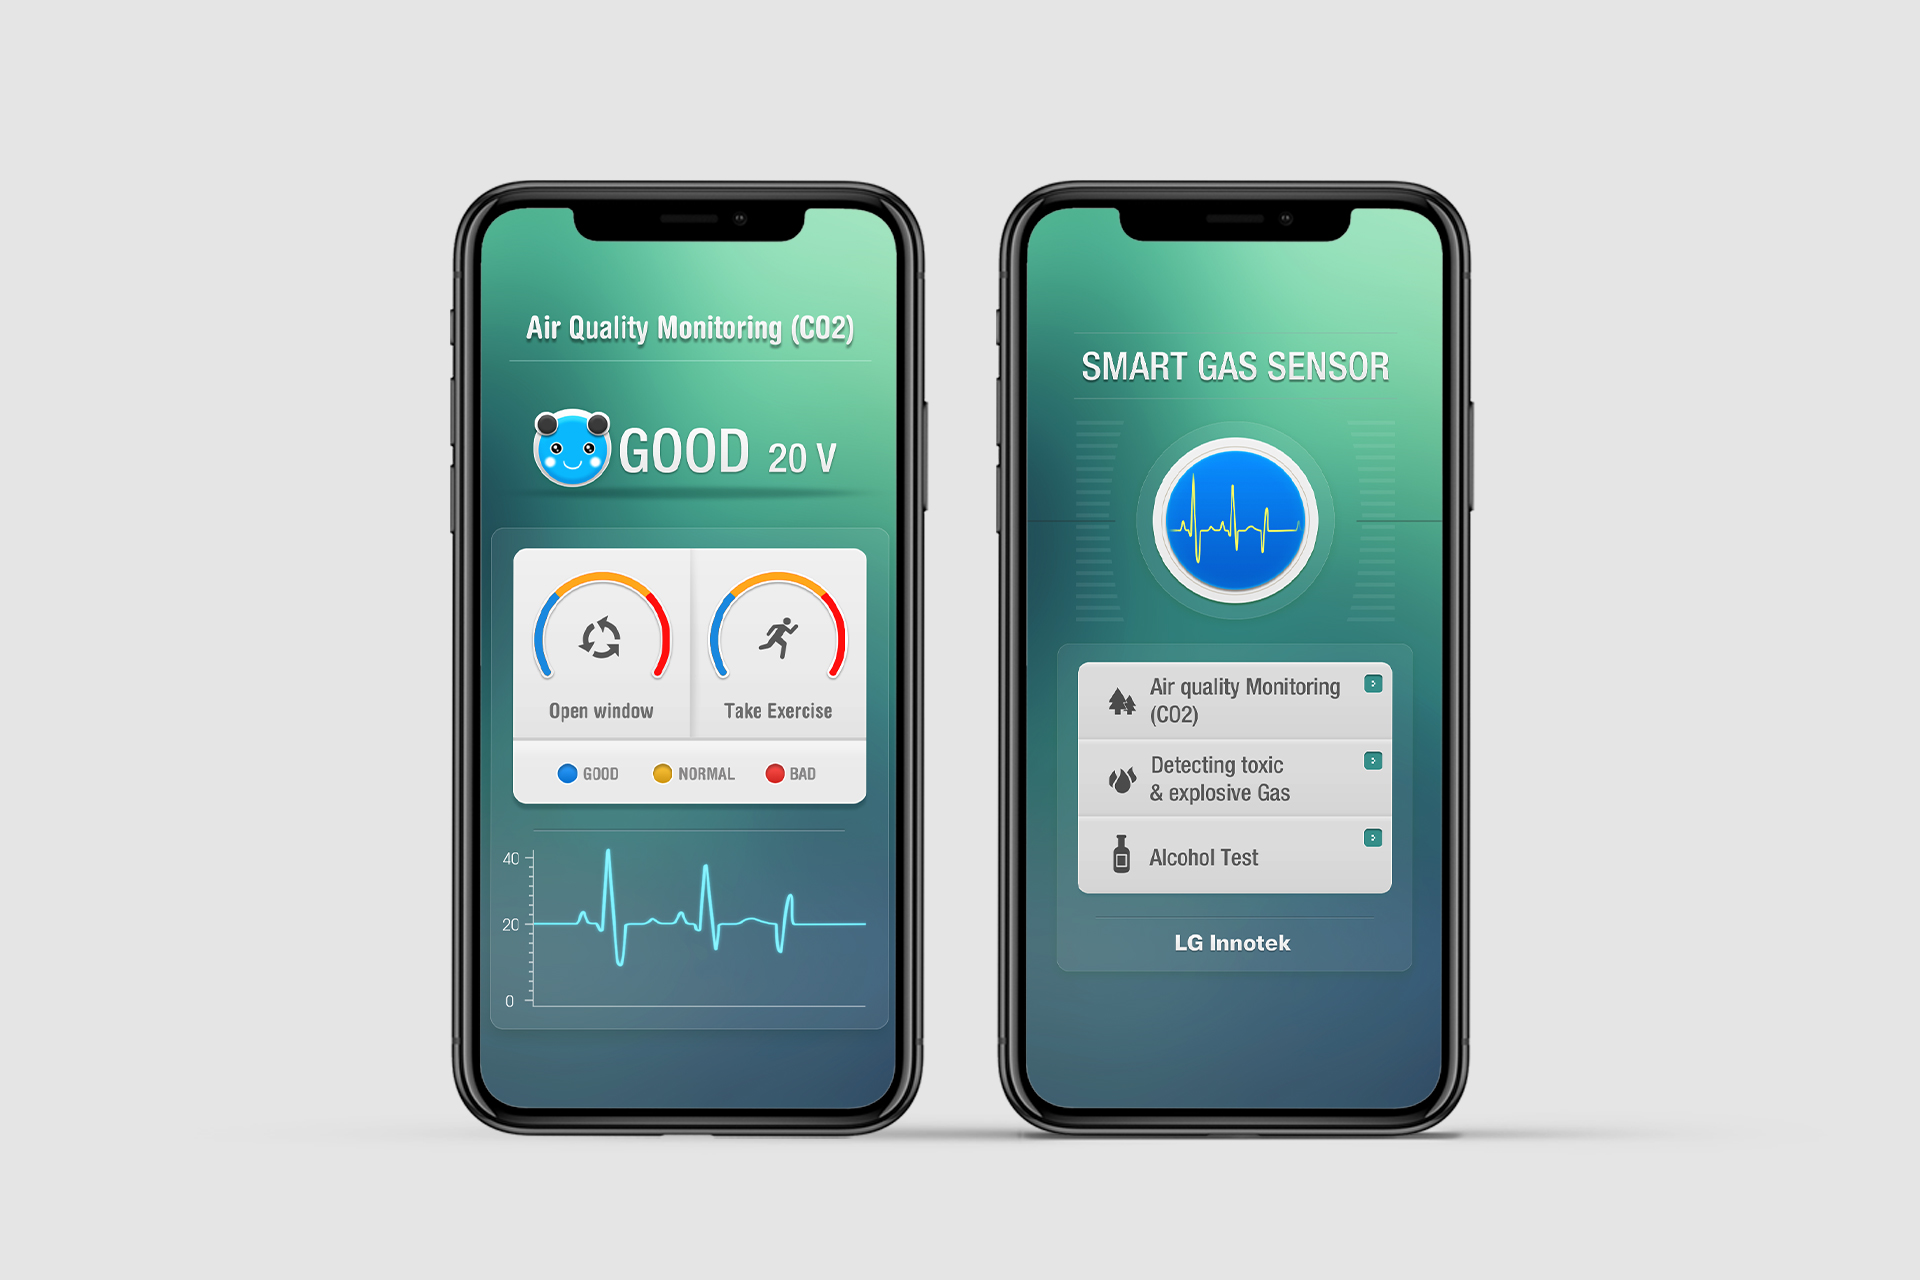 Air Quality Monitoring (CO2)
GOOD 20 V
Open window
Take Exercise
GOOD
NORMAL
BAD
40
20
0
SMART GAS SENSOR
Air quality Monitoring
(CO2)
Detecting toxic
& explosive Gas
Alcohol Test
LG Innotek